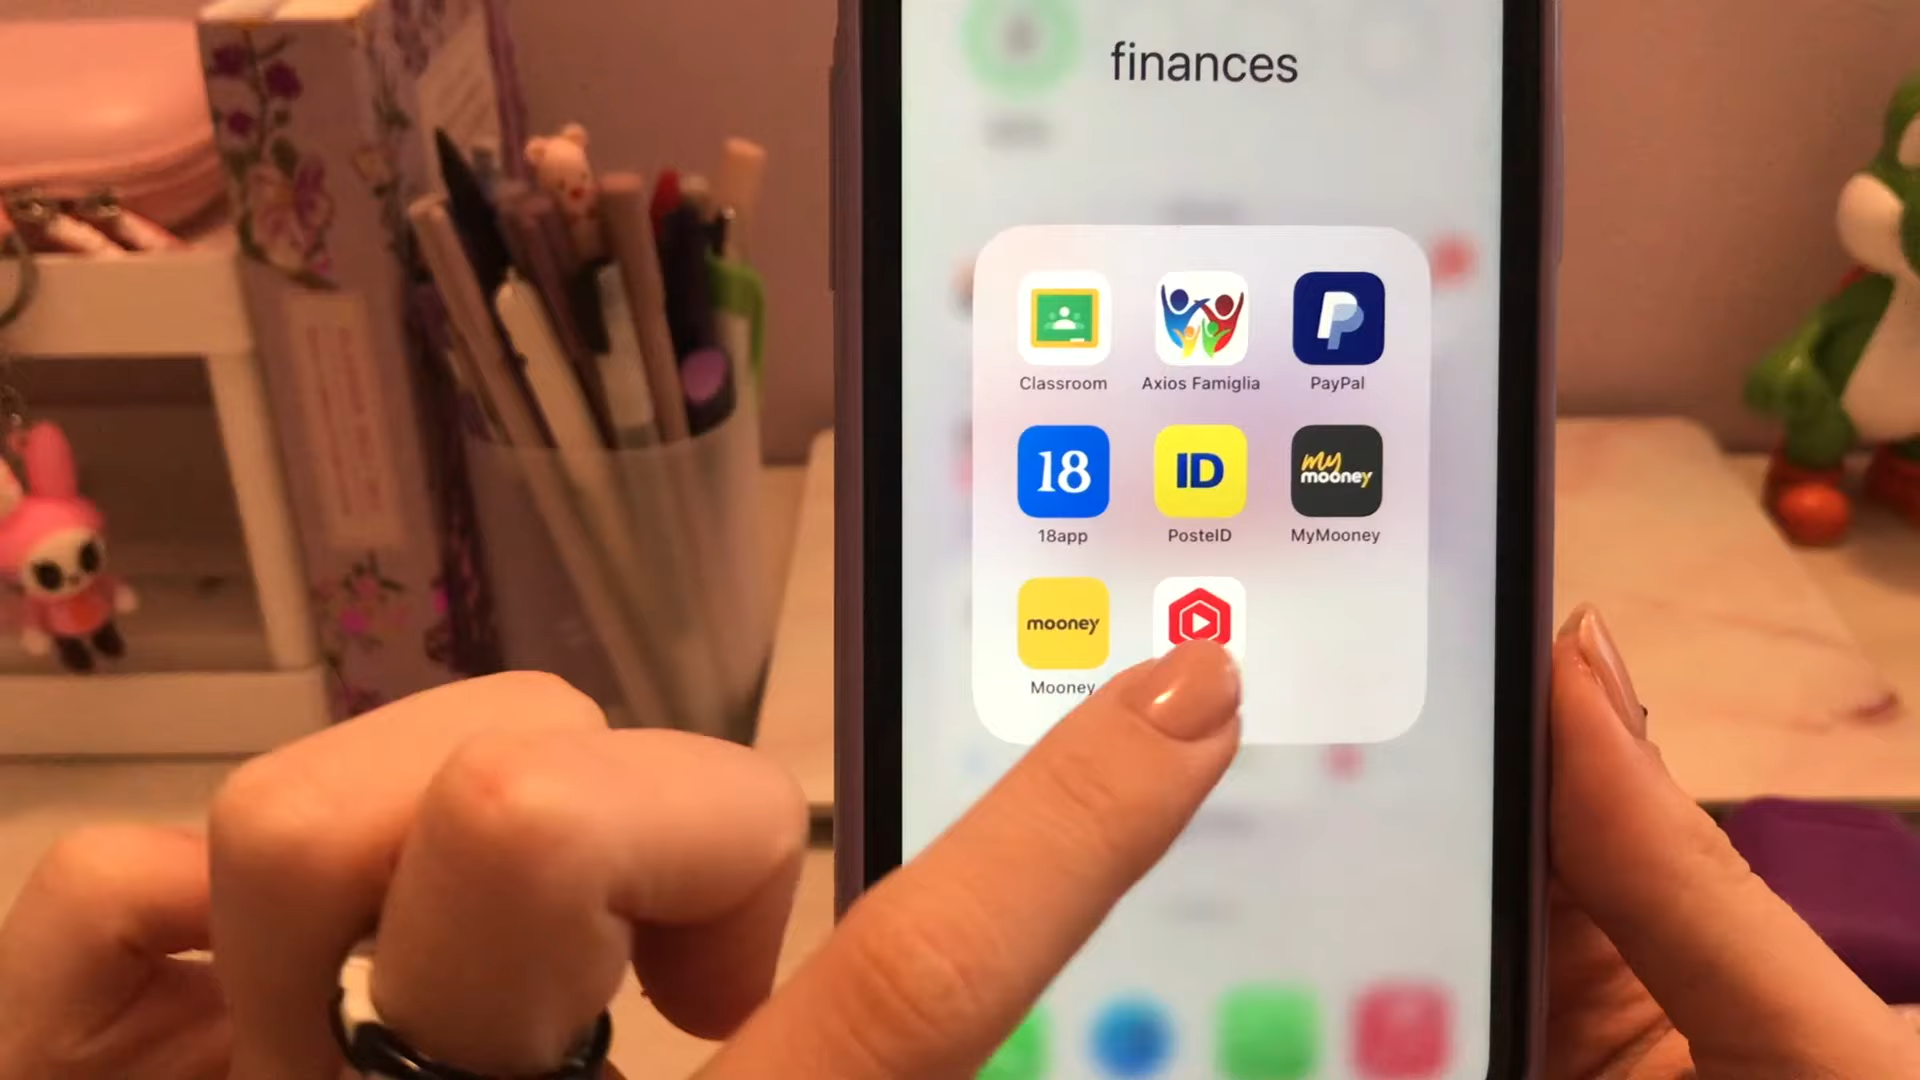 finances
Classroom
Axios Famiglia
PayPal
18
ID
my
mooney
18app
PosteID
MyMooney
mooney
Mooney